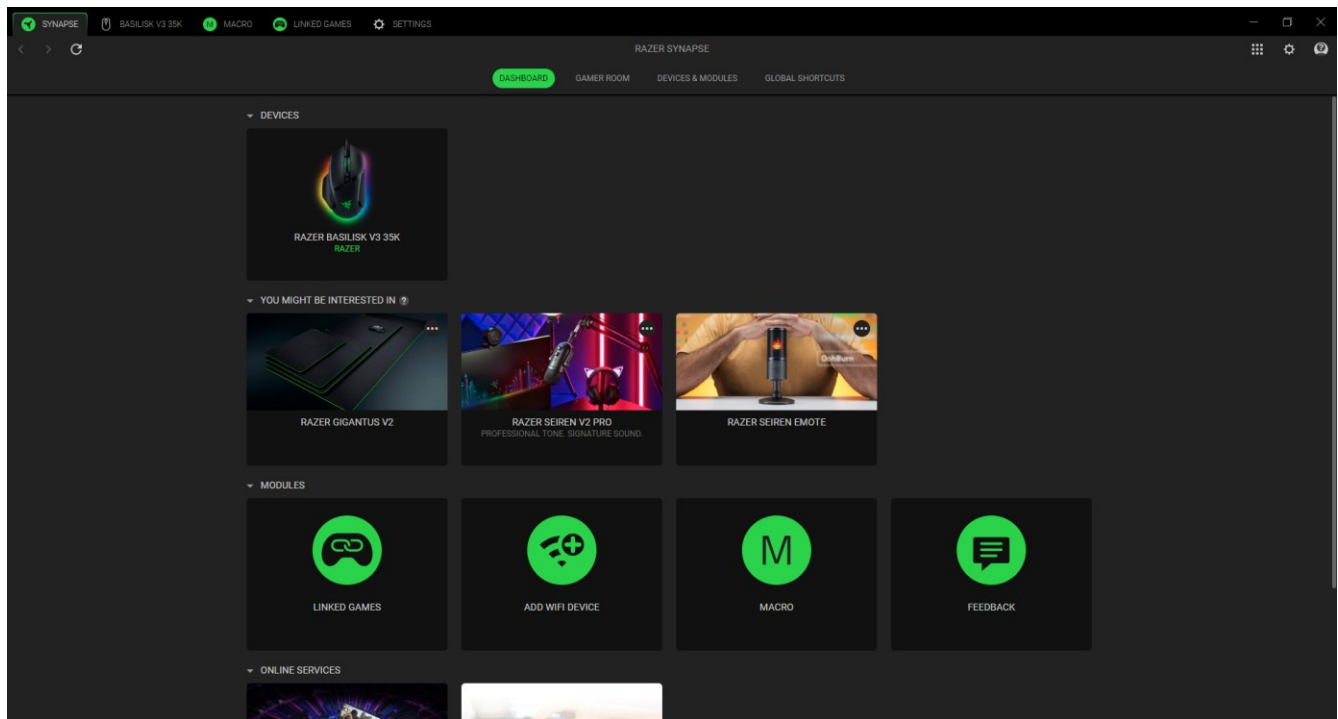 SYNAPSE
BASILISK V3 35K
M
MACRO
LINKED GAMES
SETTINGS
RAZER SYNAPSE
DASHBOARD
GAMER ROOM
DEVICES & MODULES
GLOBAL SHORTCUTS
DEVICES
RAZER BASILISK V3 35K
RAZER
YOU MIGHT BE INTERESTED IN ?
OohBurn
RAZER GIGANTUS V2
RAZER SEIREN V2 PRO
PROFESSIONAL TONE. SIGNATURE SOUND.
RAZER SEIREN EMOTE
MODULES
M
LINKED GAMES
ADD WIFI DEVICE
MACRO
FEEDBACK
ONLINE SERVICES